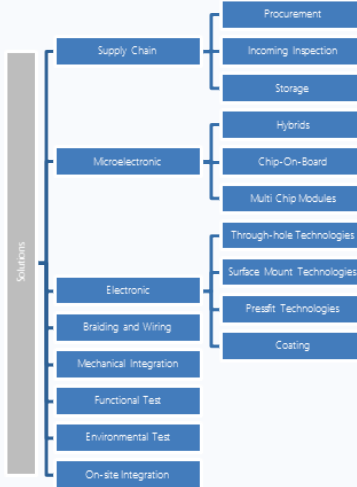 Solutions
Supply Chain
Procurement
Incoming Inspection
Storage
Microelectronic
Hybrids
Chip-On-Board
Multi Chip Modules
Electronic
Through-hole Technologies
Surface Mount Technologies
Pressfit Technologies
Coating
Braiding and Wiring
Mechanical Integration
Functional Test
Environmental Test
On-site Integration